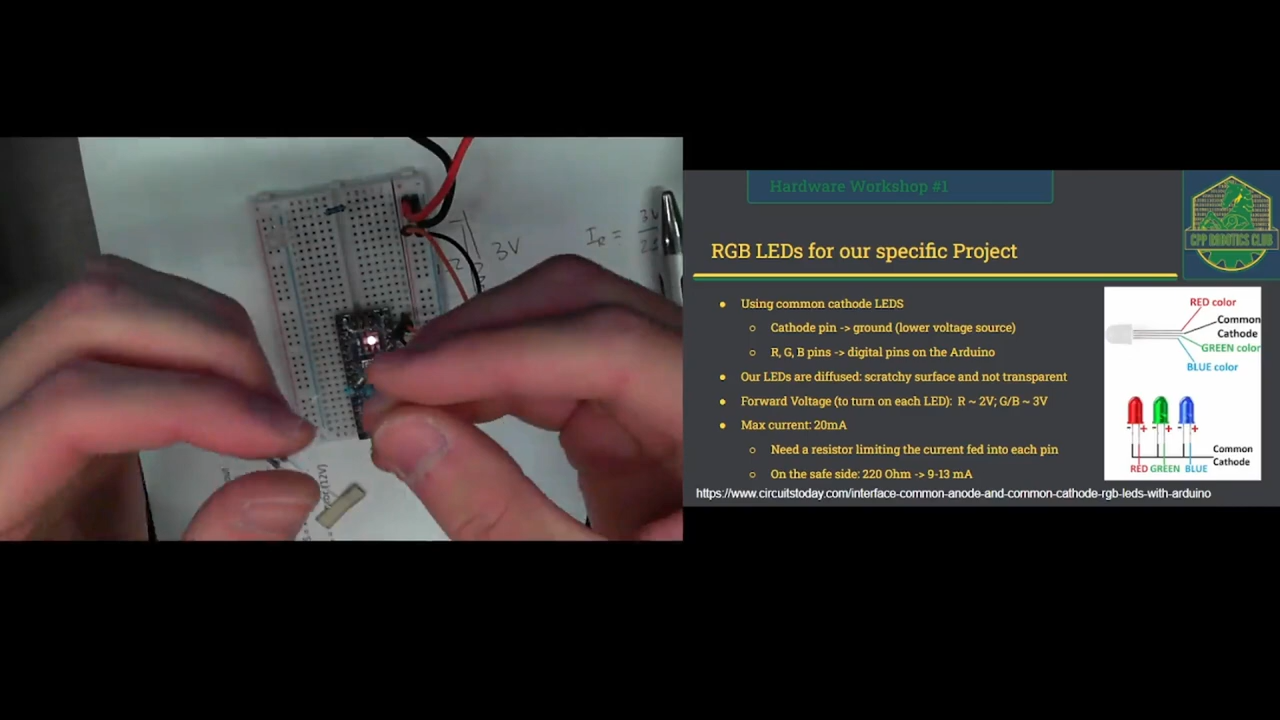 3V
I_R =
3V
Hardware Workshop #1
CPP ROBOTICS CLUB
RGB LEDs for our specific Project
● Using common cathode LEDS
○ Cathode pin -> ground (lower voltage source)
○ R, G, B pins -> digital pins on the Arduino
● Our LEDs are diffused: scratchy surface and not transparent
● Forward Voltage (to turn on each LED): R ~ 2V; G/B ~ 3V
● Max current: 20mA
○ Need a resistor limiting the current fed into each pin
○ On the safe side: 220 Ohm -> 9-13 mA
RED color
Common
Cathode
GREEN color
BLUE color
- + - + - +
Common
Cathode
RED GREEN BLUE
https://www.circuitstoday.com/interface-common-anode-and-common-cathode-rgb-leds-with-arduino